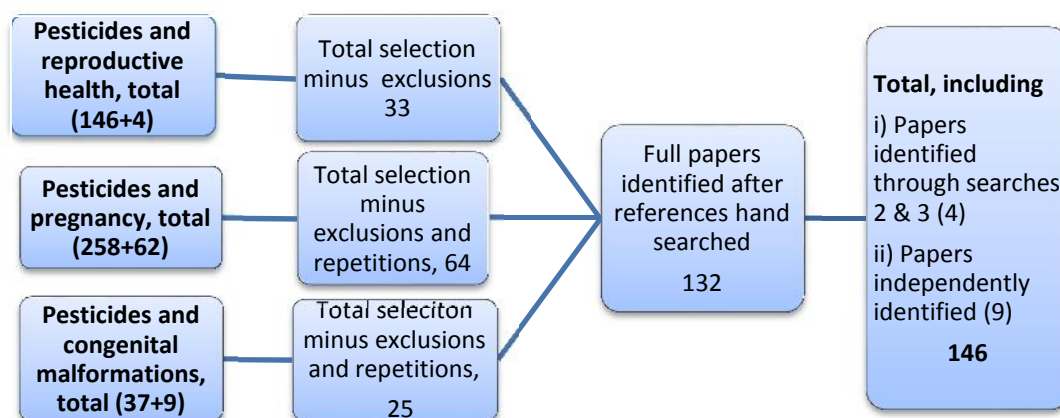 Pesticides and
reproductive
health, total
(146+4)
Total selection
minus exclusions
33
Pesticides and
pregnancy, total
(258+62)
Total selection
minus
exclusions and
repetitions, 64
Pesticides and
congenital
malformations,
total (37+9)
Total seleciton
minus exclusions
and repetitions,
25
Full papers
identified after
references hand
searched
132
Total, including
i) Papers
identified
through searches
2 & 3 (4)
ii) Papers
independently
identified (9)
146